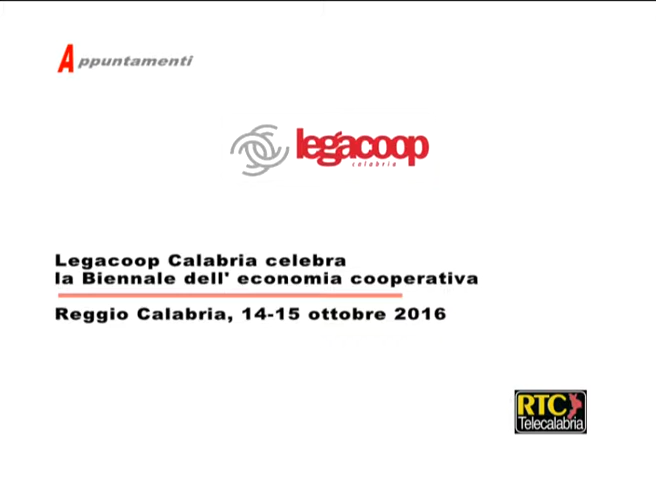 Appuntamenti
legacoop
calabria
Legacoop Calabria celebra
la Biennale dell' economia cooperativa
Reggio Calabria, 14-15 ottobre 2016
RTC
Telecalabria